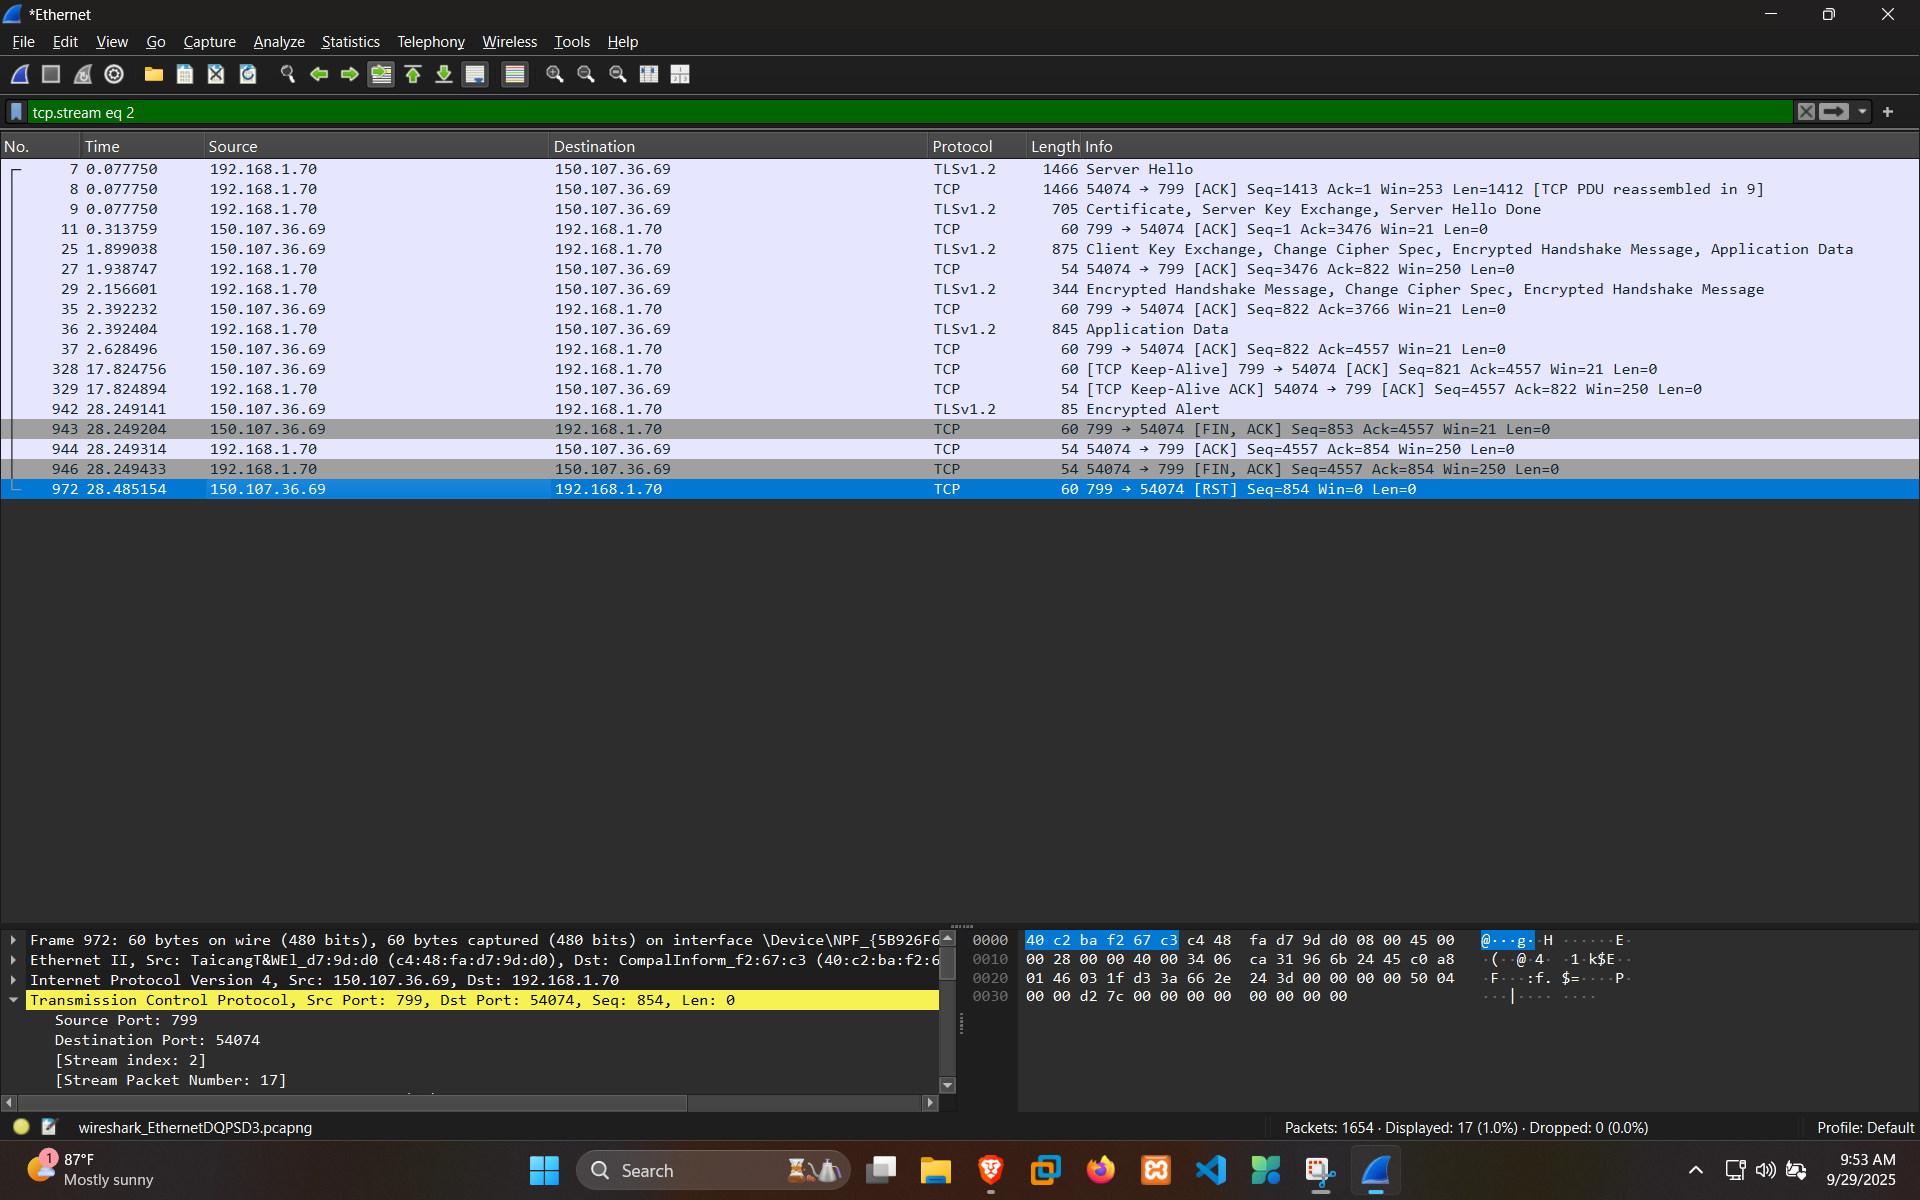 *Ethernet
File Edit View Go Capture Analyze Statistics Telephony Wireless Tools Help
tcp.stream eq 2
No. Time Source Destination Protocol Length Info
7 0.077750 192.168.1.70 150.107.36.69 TLSv1.2 1466 Server Hello
8 0.077750 192.168.1.70 150.107.36.69 TCP 1466 54074 → 799 [ACK] Seq=1413 Ack=1 Win=253 Len=1412 [TCP PDU reassembled in 9]
9 0.077750 192.168.1.70 150.107.36.69 TLSv1.2 705 Certificate, Server Key Exchange, Server Hello Done
11 0.313759 150.107.36.69 192.168.1.70 TCP 60 799 → 54074 [ACK] Seq=1 Ack=3476 Win=21 Len=0
25 1.899038 150.107.36.69 192.168.1.70 TLSv1.2 875 Client Key Exchange, Change Cipher Spec, Encrypted Handshake Message, Application Data
27 1.938747 192.168.1.70 150.107.36.69 TCP 54 54074 → 799 [ACK] Seq=3476 Ack=822 Win=250 Len=0
29 2.156601 192.168.1.70 150.107.36.69 TLSv1.2 344 Encrypted Handshake Message, Change Cipher Spec, Encrypted Handshake Message
35 2.392232 150.107.36.69 192.168.1.70 TCP 60 799 → 54074 [ACK] Seq=822 Ack=3766 Win=21 Len=0
36 2.392404 192.168.1.70 150.107.36.69 TLSv1.2 845 Application Data
37 2.628496 150.107.36.69 192.168.1.70 TCP 60 799 → 54074 [ACK] Seq=822 Ack=4557 Win=21 Len=0
328 17.824756 150.107.36.69 192.168.1.70 TCP 60 [TCP Keep-Alive] 799 → 54074 [ACK] Seq=821 Ack=4557 Win=21 Len=0
329 17.824894 192.168.1.70 150.107.36.69 TCP 54 [TCP Keep-Alive ACK] 54074 → 799 [ACK] Seq=4557 Ack=822 Win=250 Len=0
942 28.249141 150.107.36.69 192.168.1.70 TLSv1.2 85 Encrypted Alert
943 28.249204 150.107.36.69 192.168.1.70 TCP 60 799 → 54074 [FIN, ACK] Seq=853 Ack=4557 Win=21 Len=0
944 28.249314 192.168.1.70 150.107.36.69 TCP 54 54074 → 799 [ACK] Seq=4557 Ack=854 Win=250 Len=0
946 28.249433 192.168.1.70 150.107.36.69 TCP 54 54074 → 799 [FIN, ACK] Seq=4557 Ack=854 Win=250 Len=0
972 28.485154 150.107.36.69 192.168.1.70 TCP 60 799 → 54074 [RST] Seq=854 Win=0 Len=0
Frame 972: 60 bytes on wire (480 bits), 60 bytes captured (480 bits) on interface \Device\NPF_{5B926F6
Ethernet II, Src: TaicangT&WEl_d7:9d:d0 (c4:48:fa:d7:9d:d0), Dst: CompalInform_f2:67:c3 (40:c2:ba:f2:6
Internet Protocol Version 4, Src: 150.107.36.69, Dst: 192.168.1.70
Transmission Control Protocol, Src Port: 799, Dst Port: 54074, Seq: 854, Len: 0
Source Port: 799
Destination Port: 54074
[Stream index: 2]
[Stream Packet Number: 17]
0000 40 c2 ba f2 67 c3 c4 48 fa d7 9d d0 08 00 45 00 @···g··H ······E·
0010 00 28 00 00 40 00 34 06 ca 31 96 6b 24 45 c0 a8 ·(··@·4· ·1·k$E··
0020 01 46 03 1f d3 3a 66 2e 24 3d 00 00 00 00 50 04 ·F···:f. $=····P·
0030 00 00 d2 7c 00 00 00 00 00 00 00 00 ···|···· ····
wireshark_EthernetDQPSD3.pcapng
Packets: 1654 · Displayed: 17 (1.0%) · Dropped: 0 (0.0%)
Profile: Default
1
87°F
Mostly sunny
Search
9:53 AM
9/29/2025